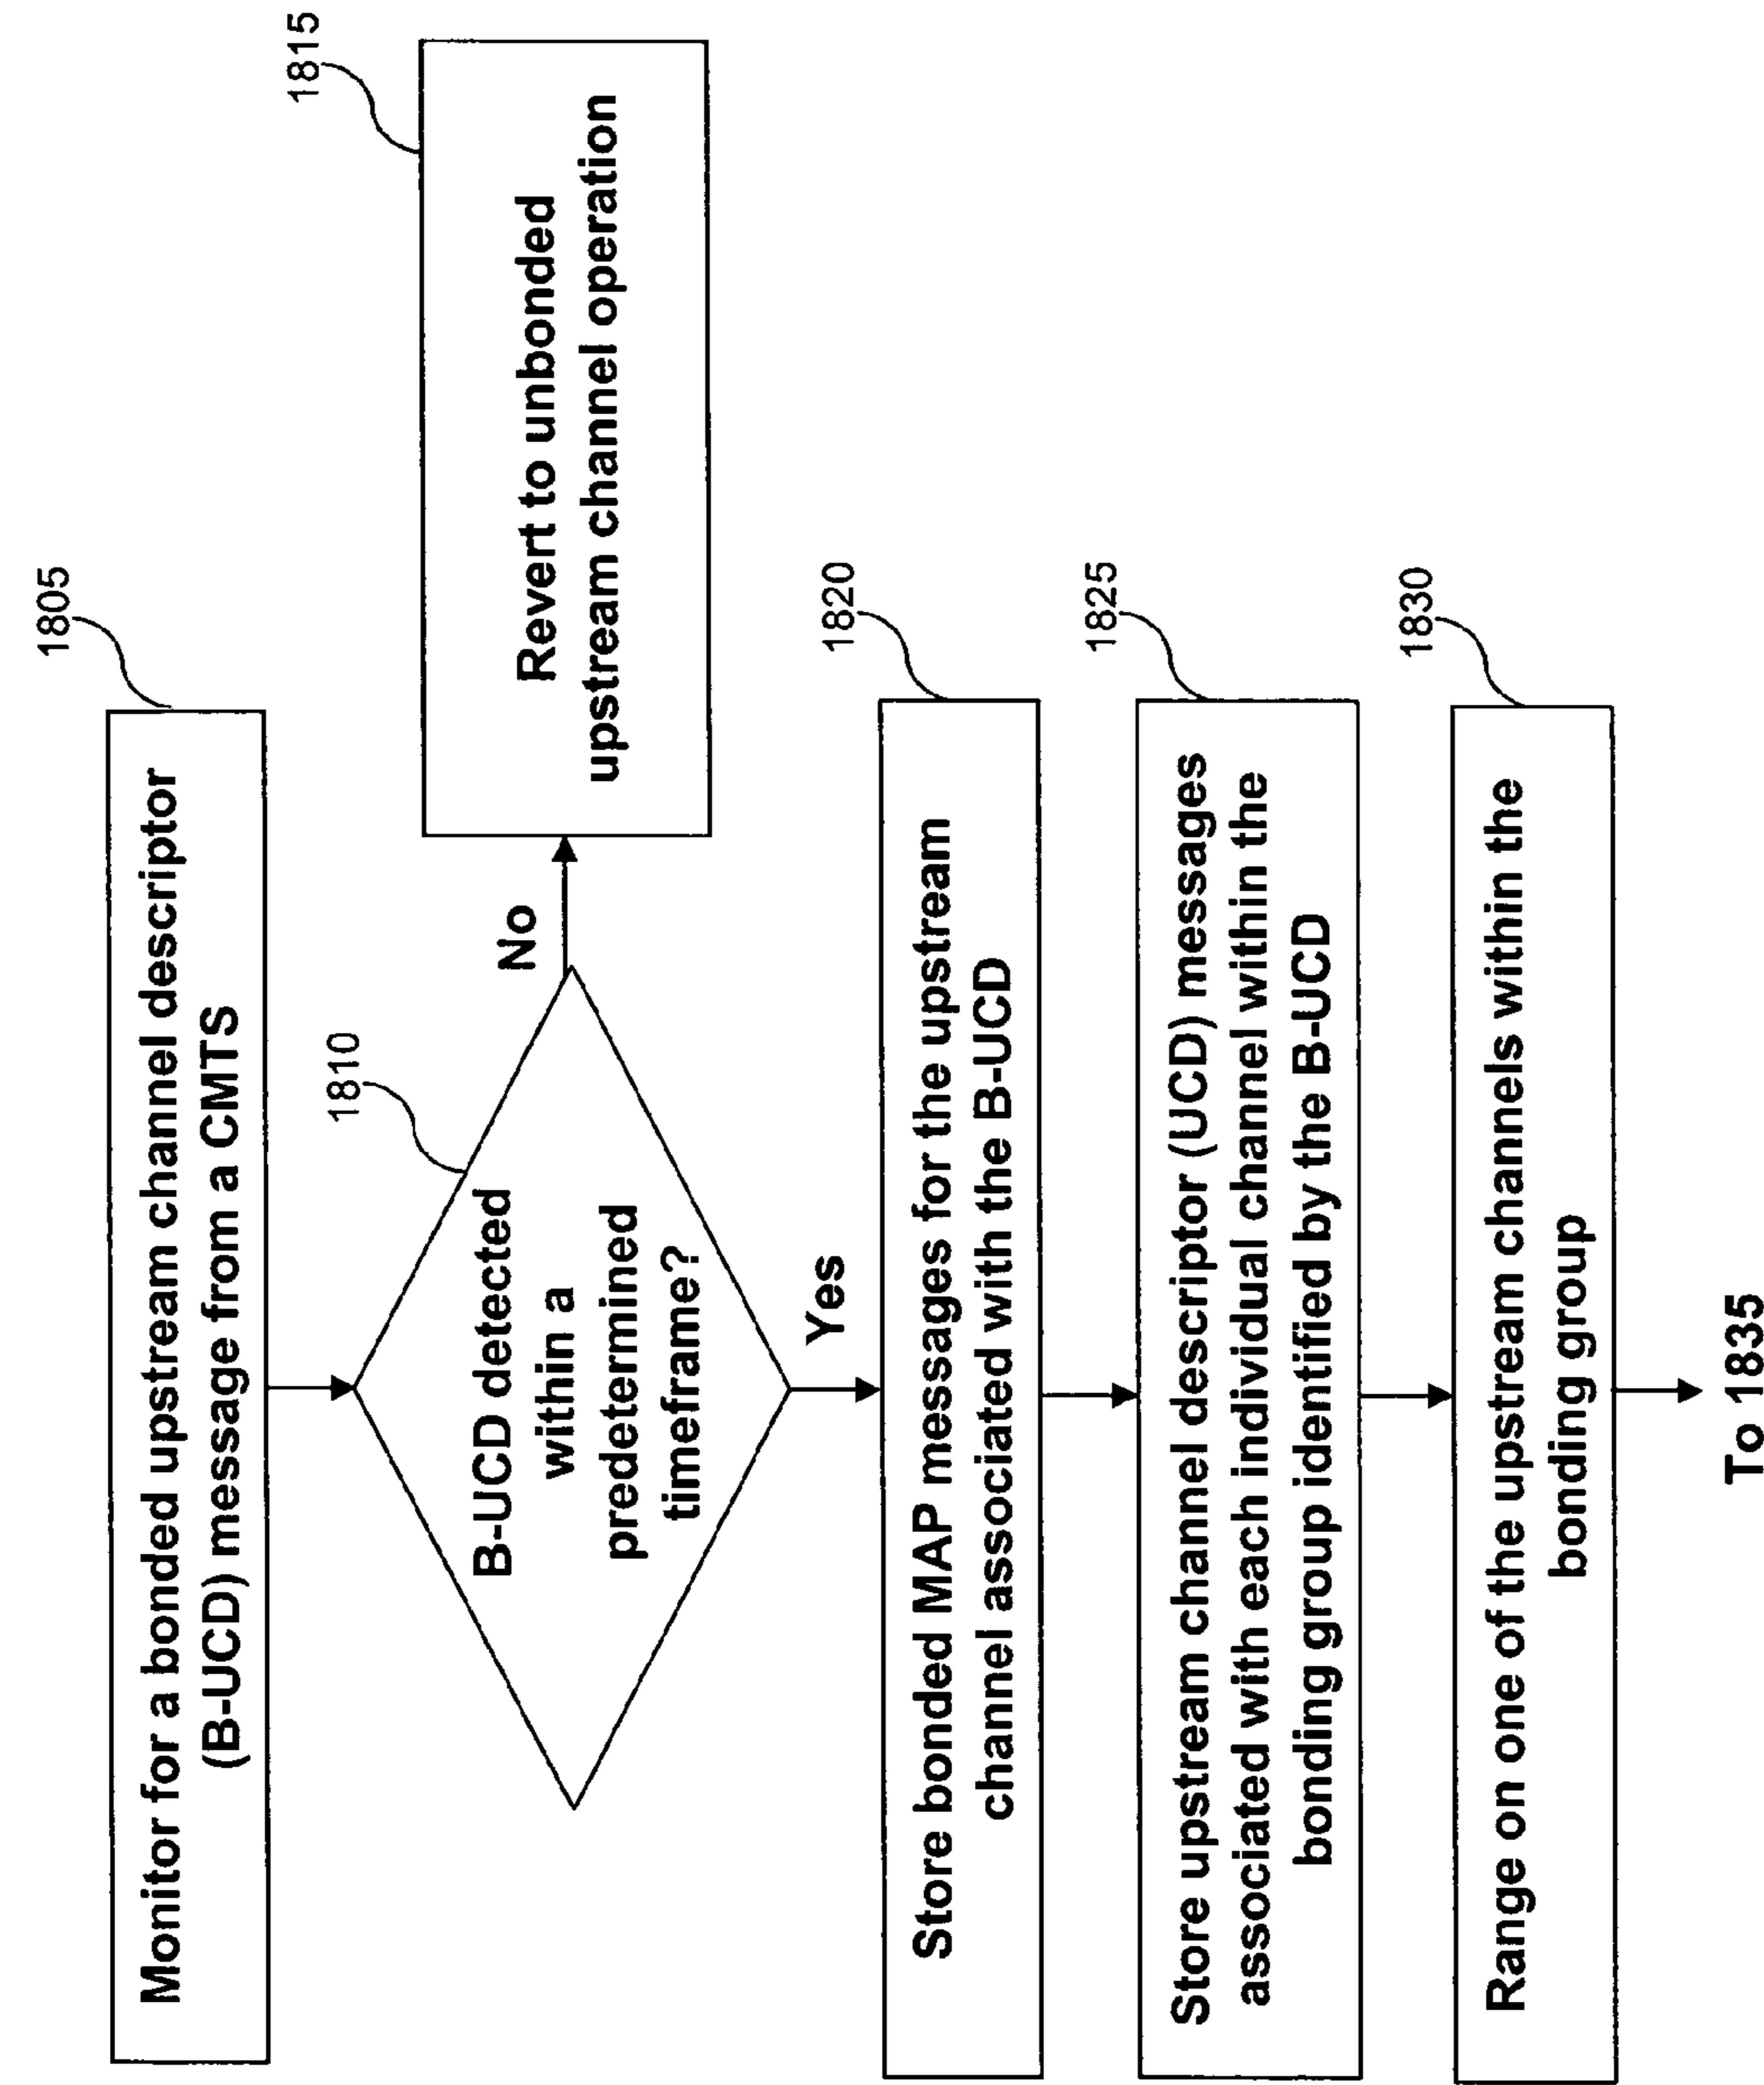 1805
Monitor for a bonded upstream channel descriptor
(B-UCD) message from a CMTS
1810
B-UCD detected
within a
predetermined
timeframe?
No
1815
Revert to unbonded
upstream channel operation
Yes
1820
Store bonded MAP messages for the upstream
channel associated with the B-UCD
1825
Store upstream channel descriptor (UCD) messages
associated with each individual channel within the
bonding group identified by the B-UCD
1830
Range on one of the upstream channels within the
bonding group
To 1835